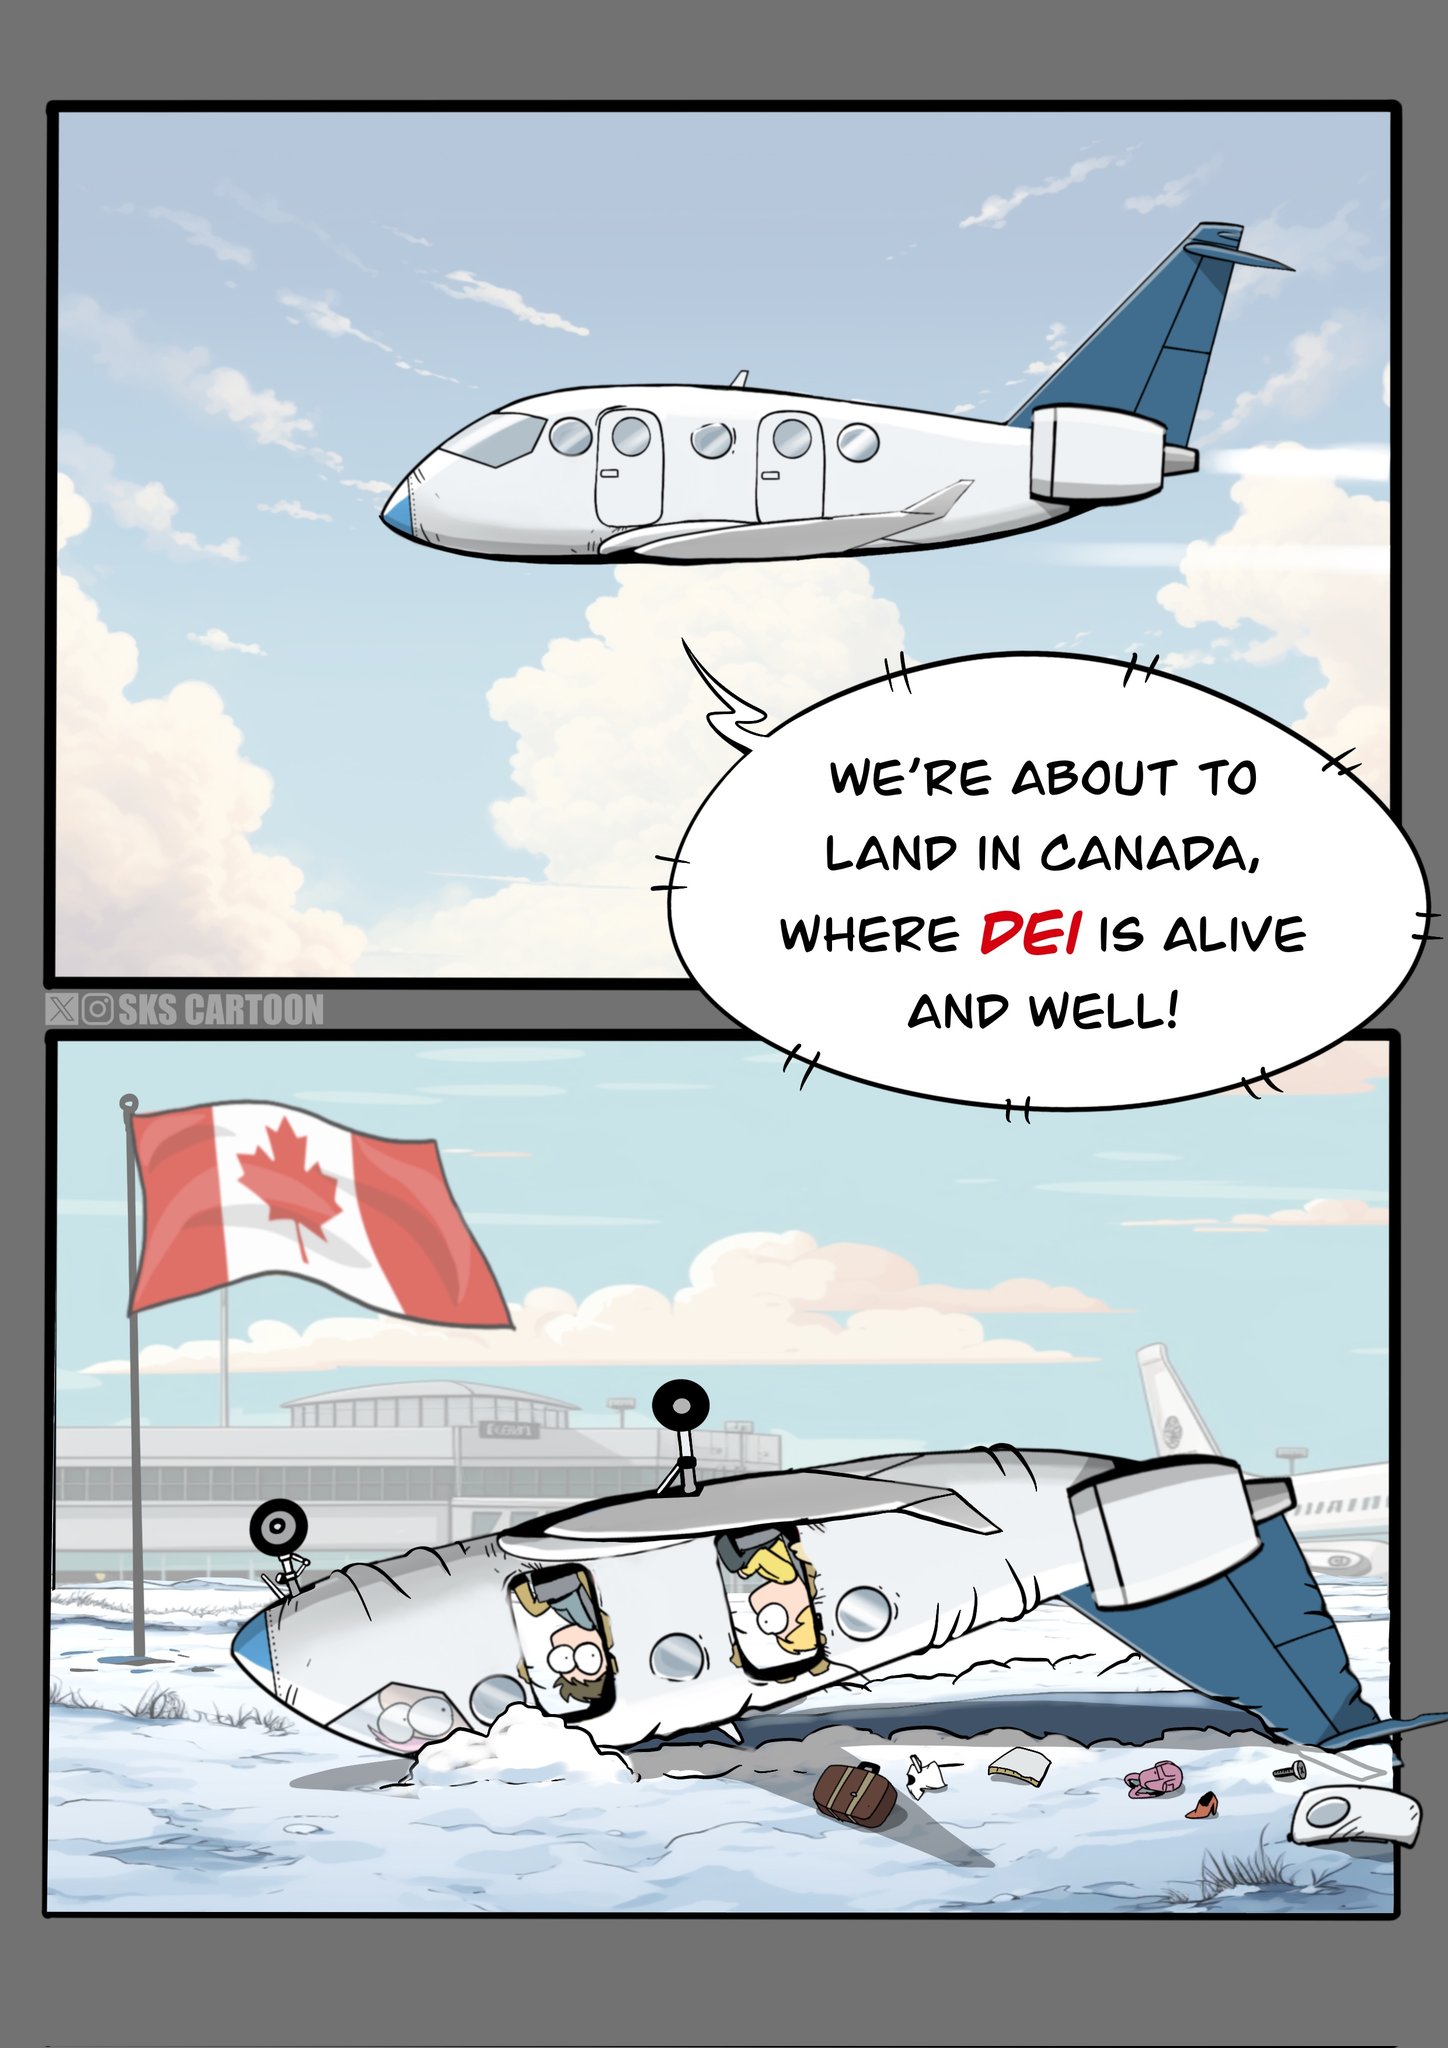 WE'RE ABOUT TO
LAND IN CANADA,
WHERE DEI IS ALIVE
AND WELL!
SKS CARTOON